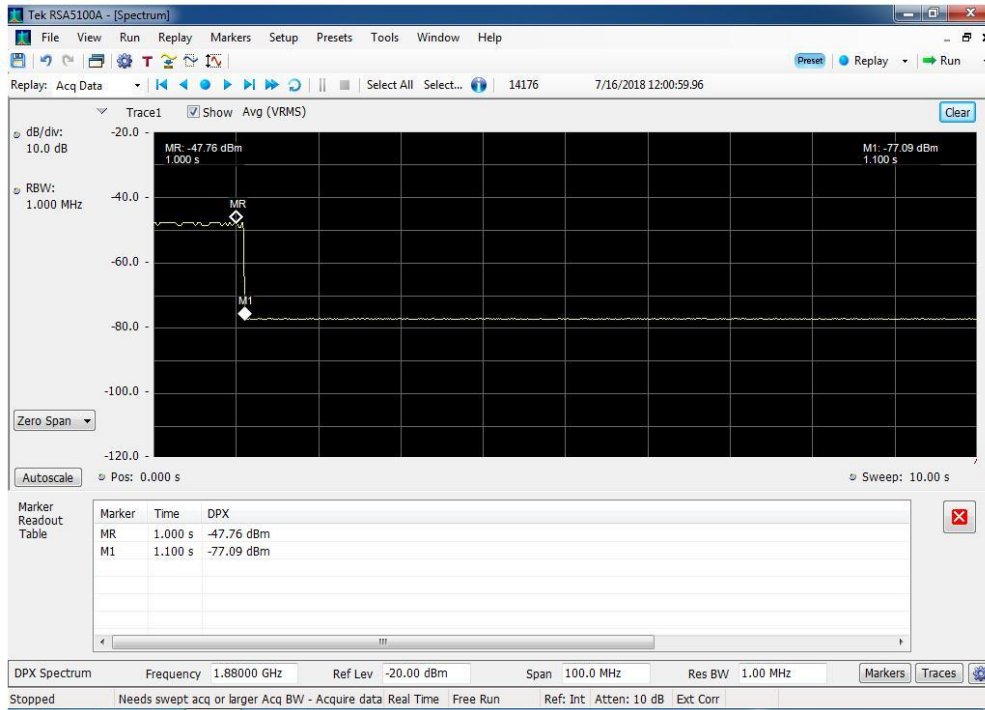 Tek RSA5100A - [Spectrum]
File View Run Replay Markers Setup Presets Tools Window Help
T
Preset Replay Run
Replay: Acq Data Select All Select... 14176 7/16/2018 12:00:59.96
Trace1 Show Avg (VRMS) Clear
dB/div:
10.0 dB
RBW:
1.000 MHz
-20.0
-40.0
-60.0
-80.0
-100.0
-120.0
MR: -47.76 dBm
1.000 s
M1: -77.09 dBm
1.100 s
MR
M1
Zero Span
Autoscale Pos: 0.000 s Sweep: 10.00 s
Marker
Readout
Table
Marker Time DPX
MR 1.000 s -47.76 dBm
M1 1.100 s -77.09 dBm
DPX Spectrum Frequency 1.88000 GHz Ref Lev -20.00 dBm Span 100.0 MHz Res BW 1.00 MHz Markers Traces
Stopped Needs swept acq or larger Acq BW - Acquire data Real Time Free Run Ref: Int Atten: 10 dB Ext Corr